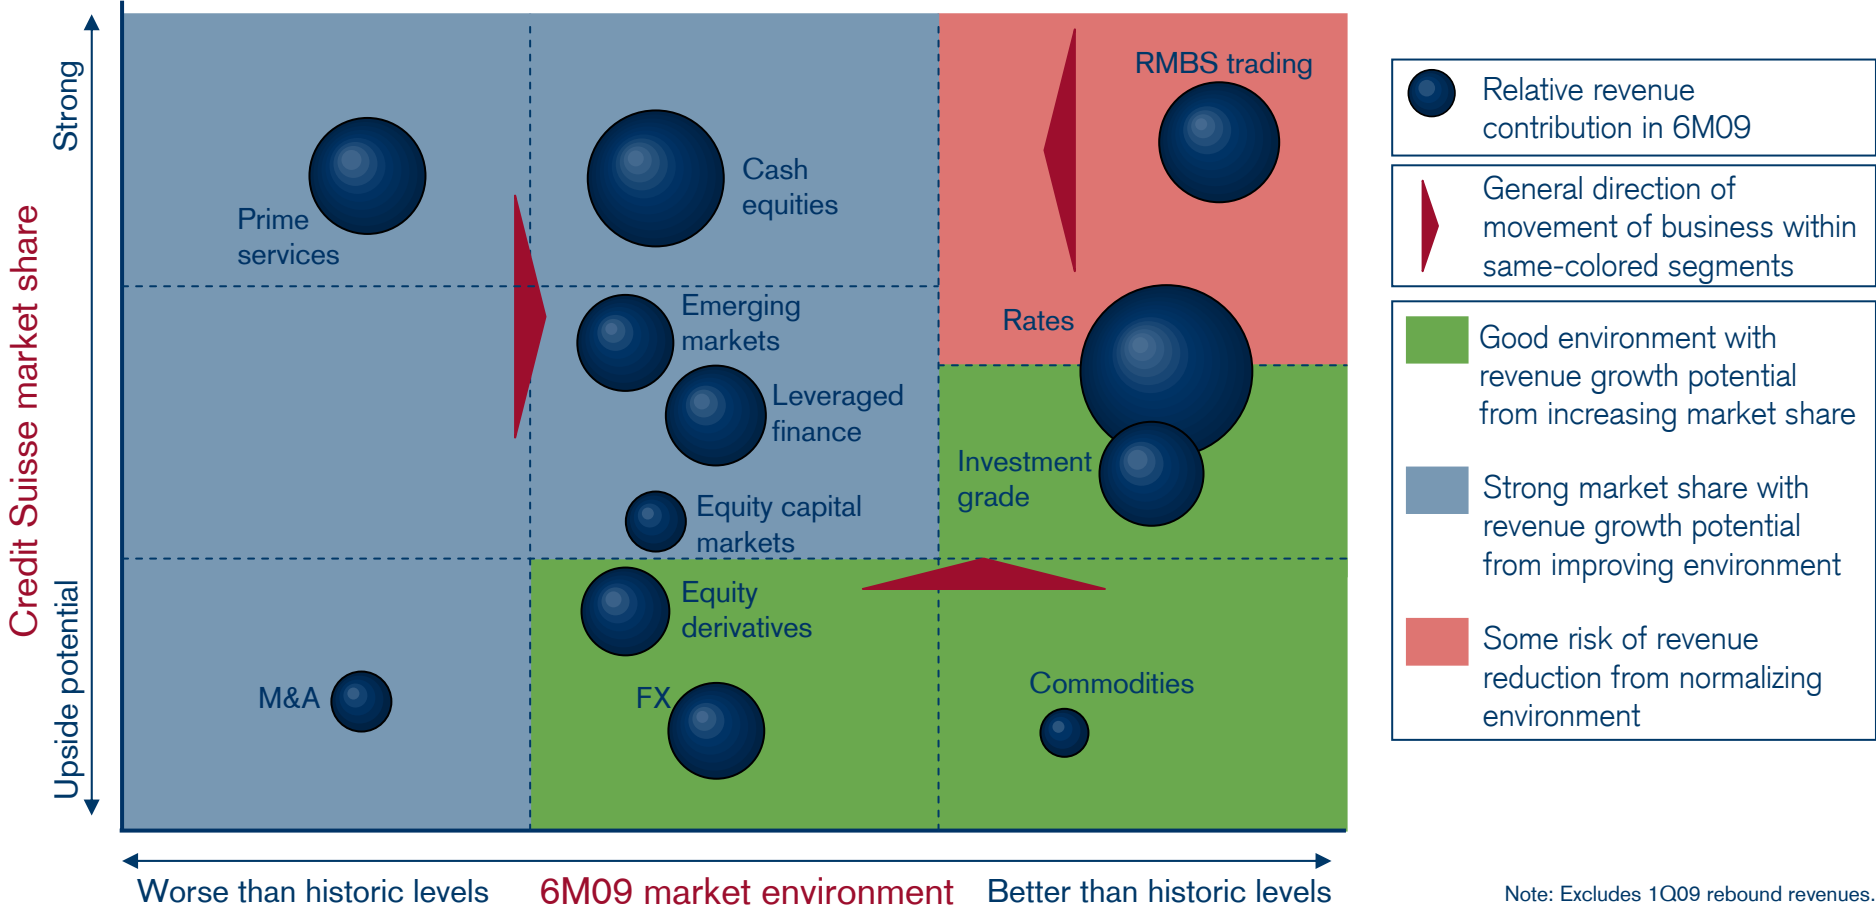 Credit Suisse market share
Strong
Upside potential
RMBS trading
Cash
equities
Prime
services
Emerging
markets
Rates
Leveraged
finance
Investment
grade
Equity capital
markets
Equity
derivatives
M&A
FX
Commodities
Worse than historic levels
6M09 market environment
Better than historic levels
Relative revenue
contribution in 6M09
General direction of
movement of business within
same-colored segments
Good environment with
revenue growth potential
from increasing market share
Strong market share with
revenue growth potential
from improving environment
Some risk of revenue
reduction from normalizing
environment
Note: Excludes 1Q09 rebound revenues.